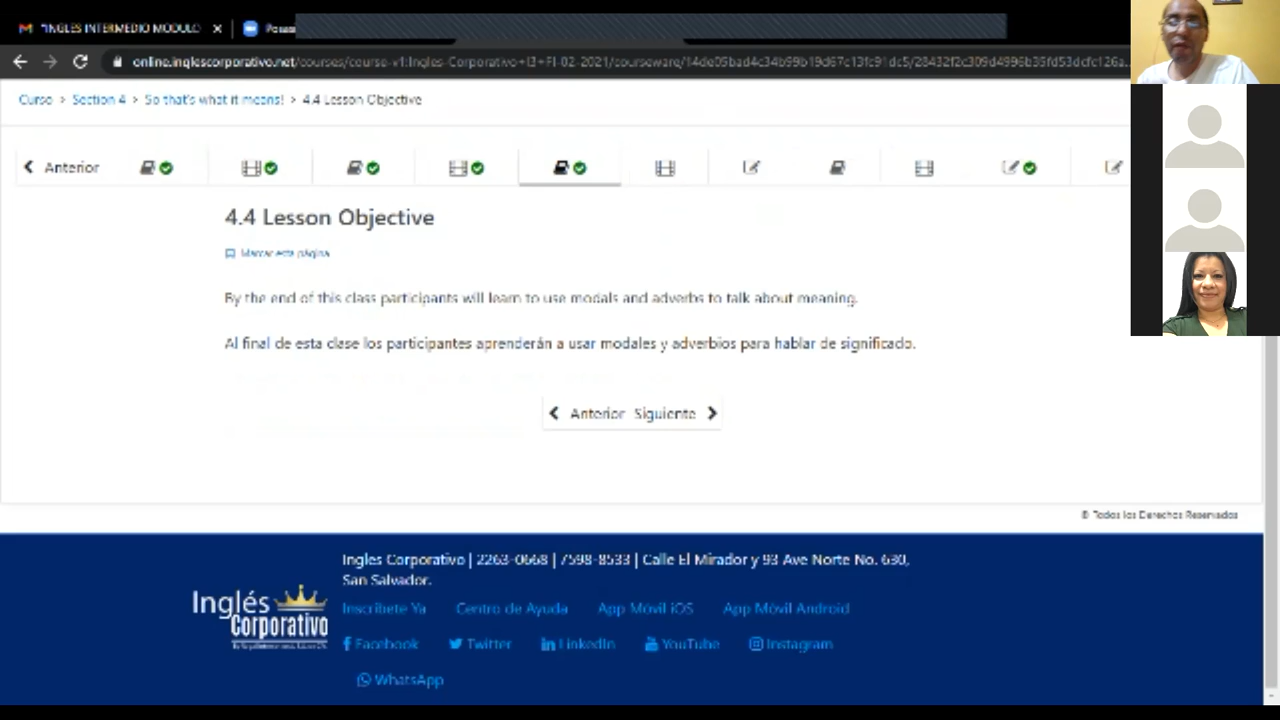 "INGLES INTERMEDIO MODULO
online.inglescorporativo.net/courses/course-v1:Ingles-Corporativo+I3+FI-02-2021/courseware/
Curso > Section 4 > So that's what it means! > 4.4 Lesson Objective
Anterior
4.4 Lesson Objective
Marcar esta página
By the end of this class participants will learn to use modals and adverbs to talk about meaning.
Al final de esta clase los participantes aprenderán a usar modales y adverbios para hablar de significado.
Anterior Siguiente
© Todos los Derechos Reservados
Ingles Corporativo | 2263-0668 | 7598-8533 | Calle El Mirador y 93 Ave Norte No. 630,
San Salvador.
Inglés
Corporativo
Inscríbete Ya Centro de Ayuda App Móvil iOS App Móvil Android
Facebook Twitter LinkedIn YouTube Instagram
WhatsApp